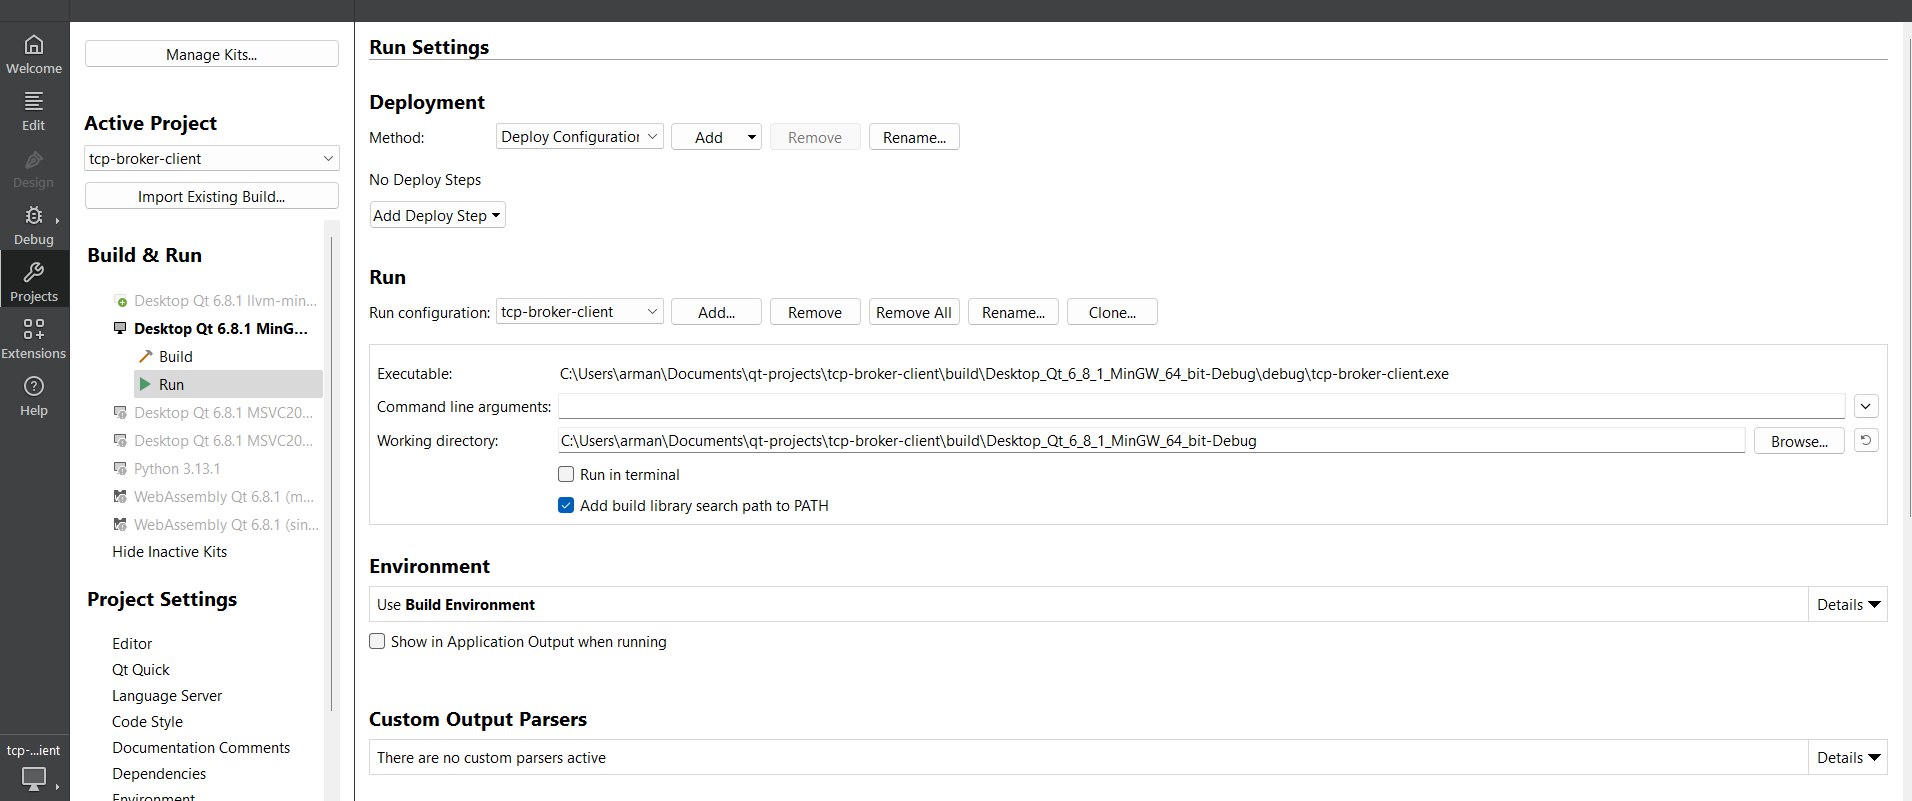 Welcome
Edit
Design
Debug
Projects
Extensions
Help
tcp-...ient
Manage Kits...
Active Project
tcp-broker-client
Import Existing Build...
Build & Run
Desktop Qt 6.8.1 llvm-min...
Desktop Qt 6.8.1 MinG...
Build
Run
Desktop Qt 6.8.1 MSVC20...
Desktop Qt 6.8.1 MSVC20...
Python 3.13.1
WebAssembly Qt 6.8.1 (m...
WebAssembly Qt 6.8.1 (sin...
Hide Inactive Kits
Project Settings
Editor
Qt Quick
Language Server
Code Style
Documentation Comments
Dependencies
Environment
Run Settings
Deployment
Method: Deploy Configuration Add Remove Rename...
No Deploy Steps
Add Deploy Step
Run
Run configuration: tcp-broker-client Add... Remove Remove All Rename... Clone...
Executable: C:\Users\arman\Documents\qt-projects\tcp-broker-client\build\Desktop_Qt_6_8_1_MinGW_64_bit-Debug\debug\tcp-broker-client.exe
Command line arguments:
Working directory: C:\Users\arman\Documents\qt-projects\tcp-broker-client\build\Desktop_Qt_6_8_1_MinGW_64_bit-Debug Browse...
Run in terminal
Add build library search path to PATH
Environment
Use Build Environment Details
Show in Application Output when running
Custom Output Parsers
There are no custom parsers active Details